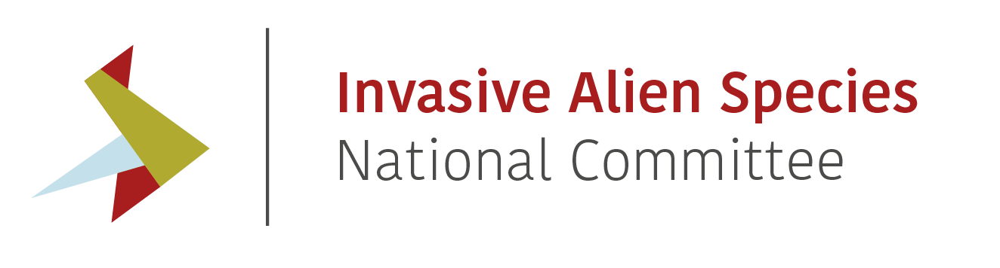 Invasive Alien Species
National Committee